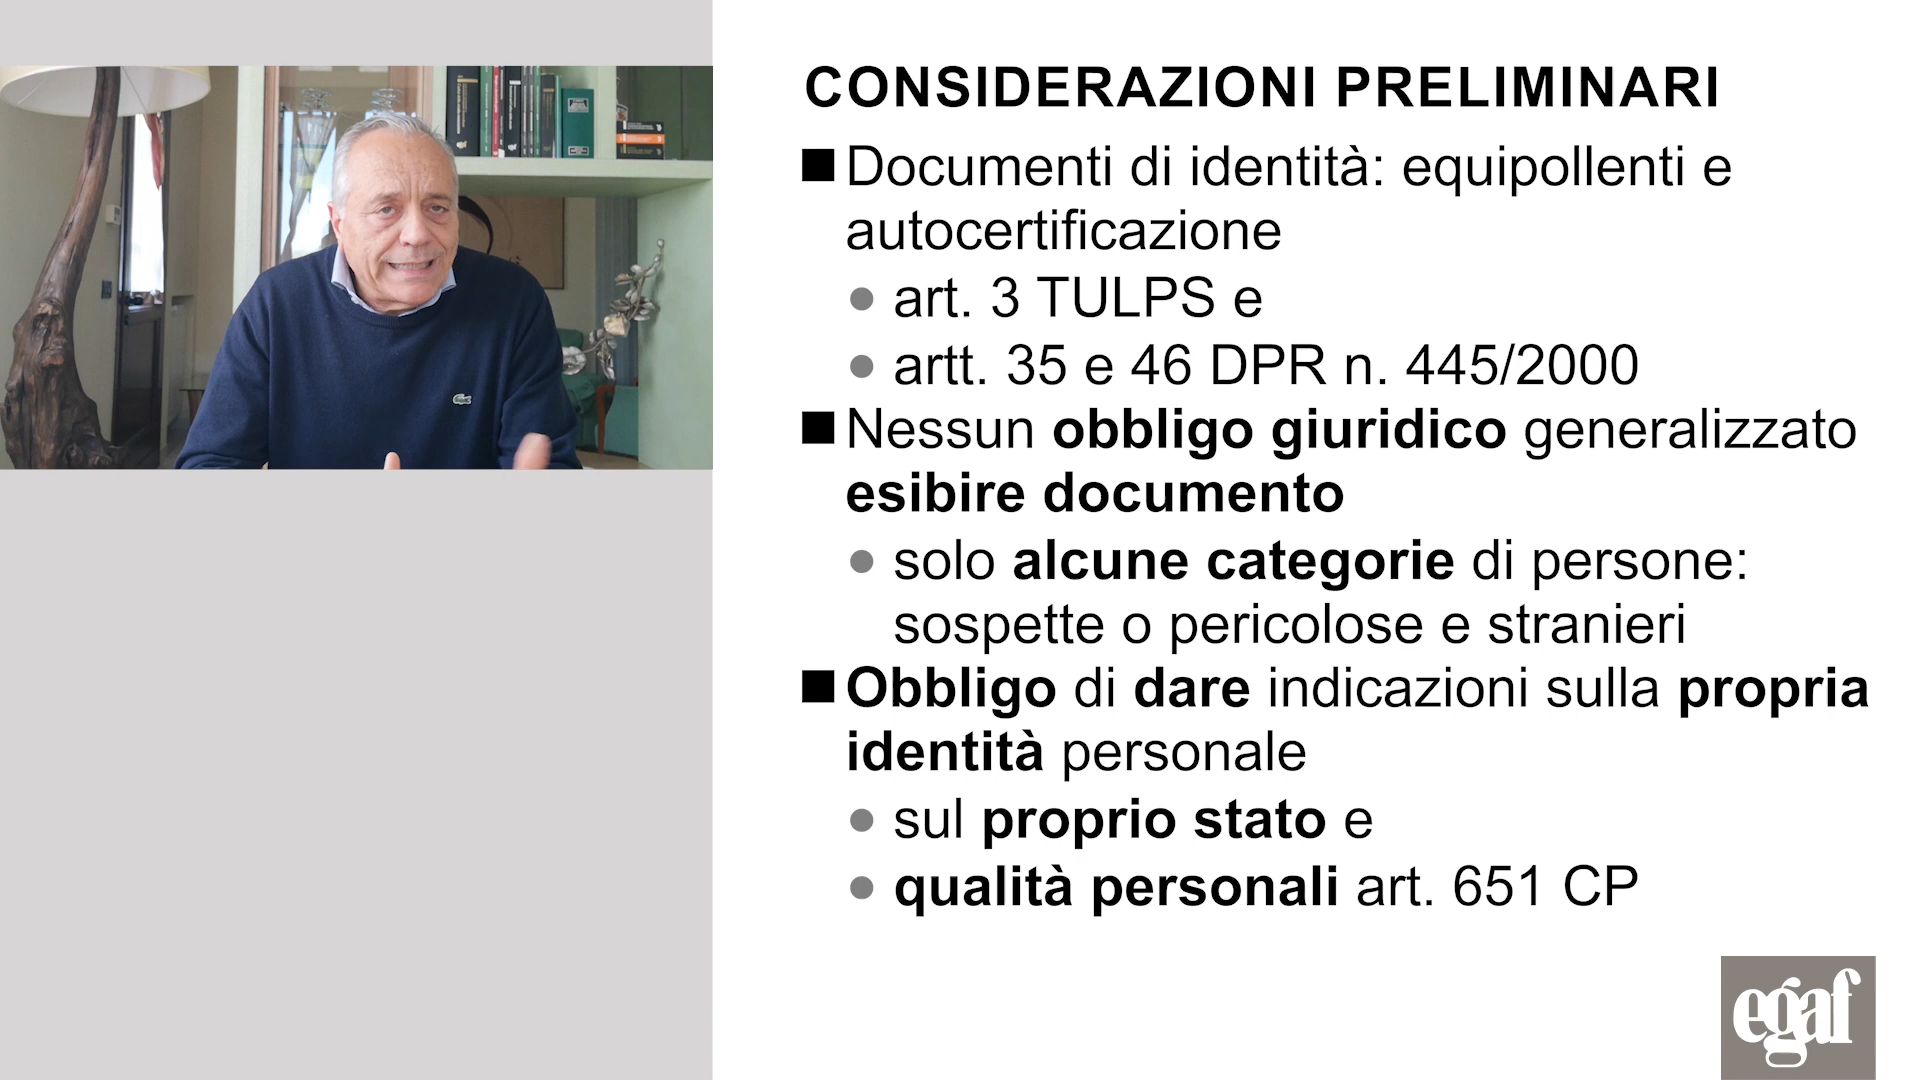 CONSIDERAZIONI PRELIMINARI
Documenti di identità: equipollenti e
autocertificazione
art. 3 TULPS e
artt. 35 e 46 DPR n. 445/2000
Nessun obbligo giuridico generalizzato
esibire documento
solo alcune categorie di persone:
sospette o pericolose e stranieri
Obbligo di dare indicazioni sulla propria
identità personale
sul proprio stato e
qualità personali art. 651 CP
egaf